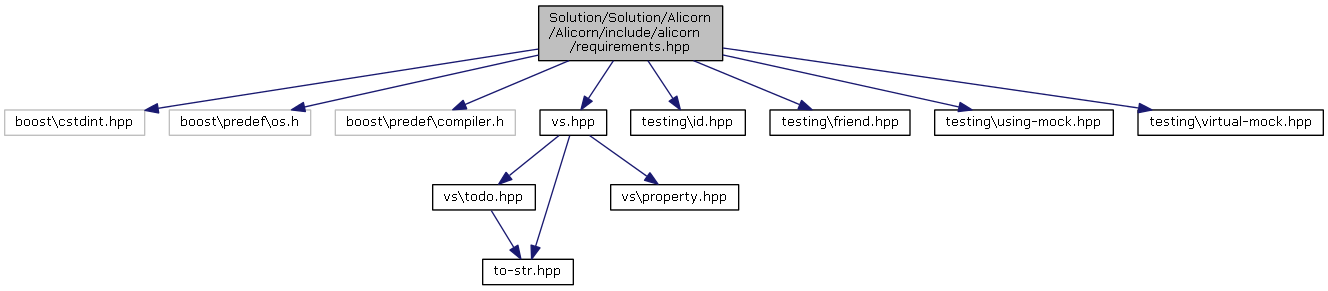 Solution/Solution/Alicorn
/Alicorn/include/alicorn
/requirements.hpp
boost\cstdint.hpp
boost\predef\os.h
boost\predef\compiler.h
vs.hpp
testing\id.hpp
testing\friend.hpp
testing\using-mock.hpp
testing\virtual-mock.hpp
vs\todo.hpp
vs\property.hpp
to-str.hpp